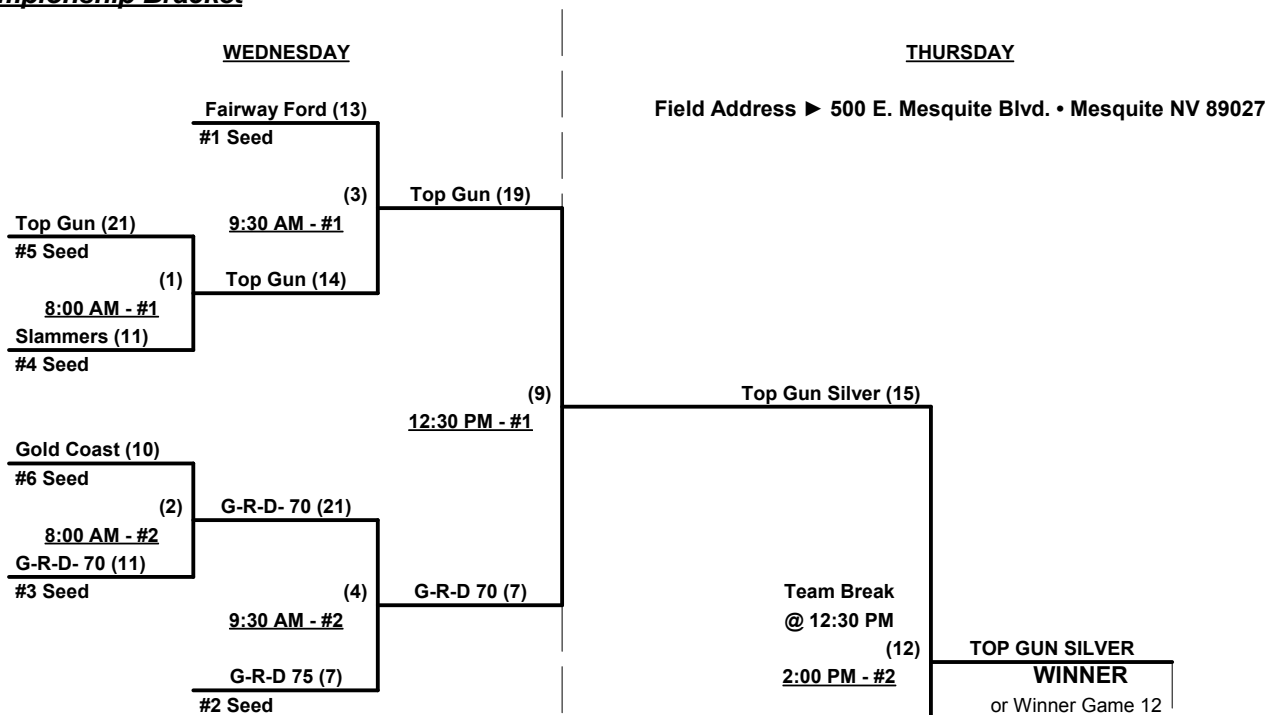 WEDNESDAY
THURSDAY
Fairway Ford (13)
Field Address ► 500 E. Mesquite Blvd. • Mesquite NV 89027
#1 Seed
(3)
Top Gun (19)
Top Gun (21)
9:30 AM - #1
#5 Seed
(1)
Top Gun (14)
8:00 AM - #1
Slammers (11)
#4 Seed
(9)
Top Gun Silver (15)
12:30 PM - #1
Gold Coast (10)
#6 Seed
(2)
G-R-D- 70 (21)
8:00 AM - #2
G-R-D- 70 (11)
#3 Seed
(4)
G-R-D 70 (7)
Team Break
9:30 AM - #2
@ 12:30 PM
(12)
TOP GUN SILVER
G-R-D 75 (7)
2:00 PM - #2
WINNER
#2 Seed
or Winner Game 12